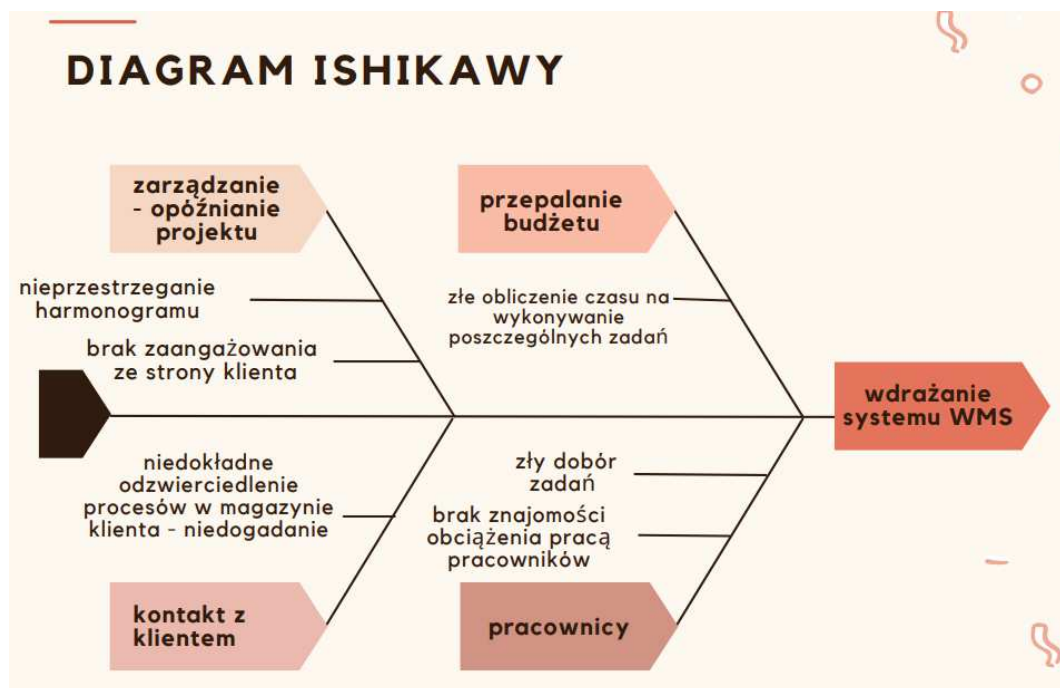 DIAGRAM ISHIKAWY
zarządzanie
- opóźnianie
projektu
przepalanie
budżetu
nieprzestrzeganie
harmonogramu
brak zaangażowania
ze strony klienta
złe obliczenie czasu na
wykonywanie
poszczególnych zadań
wdrażanie
systemu WMS
niedokładne
odzwierciedlenie
procesów w magazynie
klienta - niedogadanie
zły dobór
zadań
brak znajomości
obciążenia pracą
pracowników
kontakt z
klientem
pracownicy